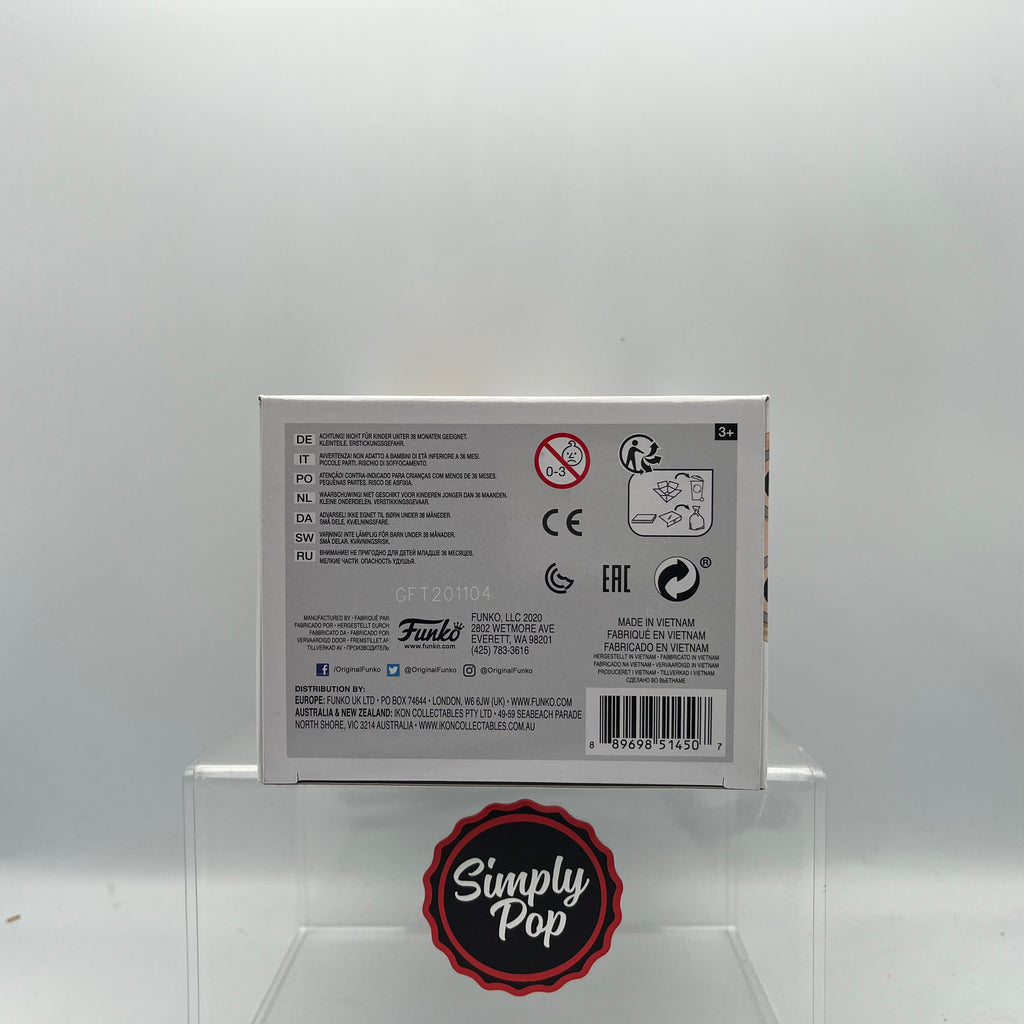 3+
DE ACHTUNG! NICHT FÜR KINDER UNTER 36 MONATEN GEEIGNET.
KLEINTEILE. ERSTICKUNGSGEFAHR.
IT AVVERTENZA! NON ADATTO A BAMBINI DI ETÀ INFERIORE A 36 MESI.
PICCOLE PARTI. RISCHIO DI SOFFOCAMENTO.
PO ATENÇÃO! CONTRA-INDICADO PARA CRIANÇAS COM MENOS DE 36 MESES.
PEQUENAS PARTES. RISCO DE ASFIXIA.
NL WAARSCHUWING! NIET GESCHIKT VOOR KINDEREN JONGER DAN 36 MAANDEN.
KLEINE ONDERDELEN. VERSTIKKINGSGEVAAR.
DA ADVARSEL! IKKE EGNET TIL BØRN UNDER 36 MÅNEDER.
SMÅ DELE. KVÆLNINGSFARE.
SW VARNING! INTE LÄMPLIG FÖR BARN UNDER 36 MÅNADER.
SMÅ DELAR. KVÄVNINGSRISK.
RU ВНИМАНИЕ! НЕ ПРИГОДНО ДЛЯ ДЕТЕЙ МЛАДШЕ 36 МЕСЯЦЕВ.
МЕЛКИЕ ЧАСТИ. ОПАСНОСТЬ УДУШЬЯ.
0-3
CE
EAC
®
GFT201104
MANUFACTURED BY • FABRIQUÉ PAR:
FABRICADO POR • HERGESTELLT DURCH:
FABBRICATO DA • FABRICADO POR:
VERVAARDIGD DOOR • FREMSTILLET AF:
TILLVERKAD AV • ПРОИЗВОДИТЕЛЬ:
Funko
www.funko.com
FUNKO, LLC 2020
2802 WETMORE AVE
EVERETT, WA 98201
(425) 783-3616
/OriginalFunko @OriginalFunko @OriginalFunko
MADE IN VIETNAM
FABRIQUÉ EN VIETNAM
FABRICADO EN VIETNAM
HERGESTELLT IN VIETNAM • FABBRICATO IN VIETNAM
FABRICADO NA VIETNAM • VERVAARDIGD IN VIETNAM
PRODUCERET I VIETNAM • TILLVERKAD I VIETNAM
СДЕЛАНО ВО ВЬЕТНАМЕ
DISTRIBUTION BY:
EUROPE: FUNKO UK LTD • PO BOX 74644 • LONDON, W6 6JW (UK) • WWW.FUNKO.COM
AUSTRALIA & NEW ZEALAND: IKON COLLECTABLES PTY LTD • 49-59 SEABEACH PARADE
NORTH SHORE, VIC 3214 AUSTRALIA • WWW.IKONCOLLECTABLES.COM.AU
8 89698 51450 7
Simply
Pop